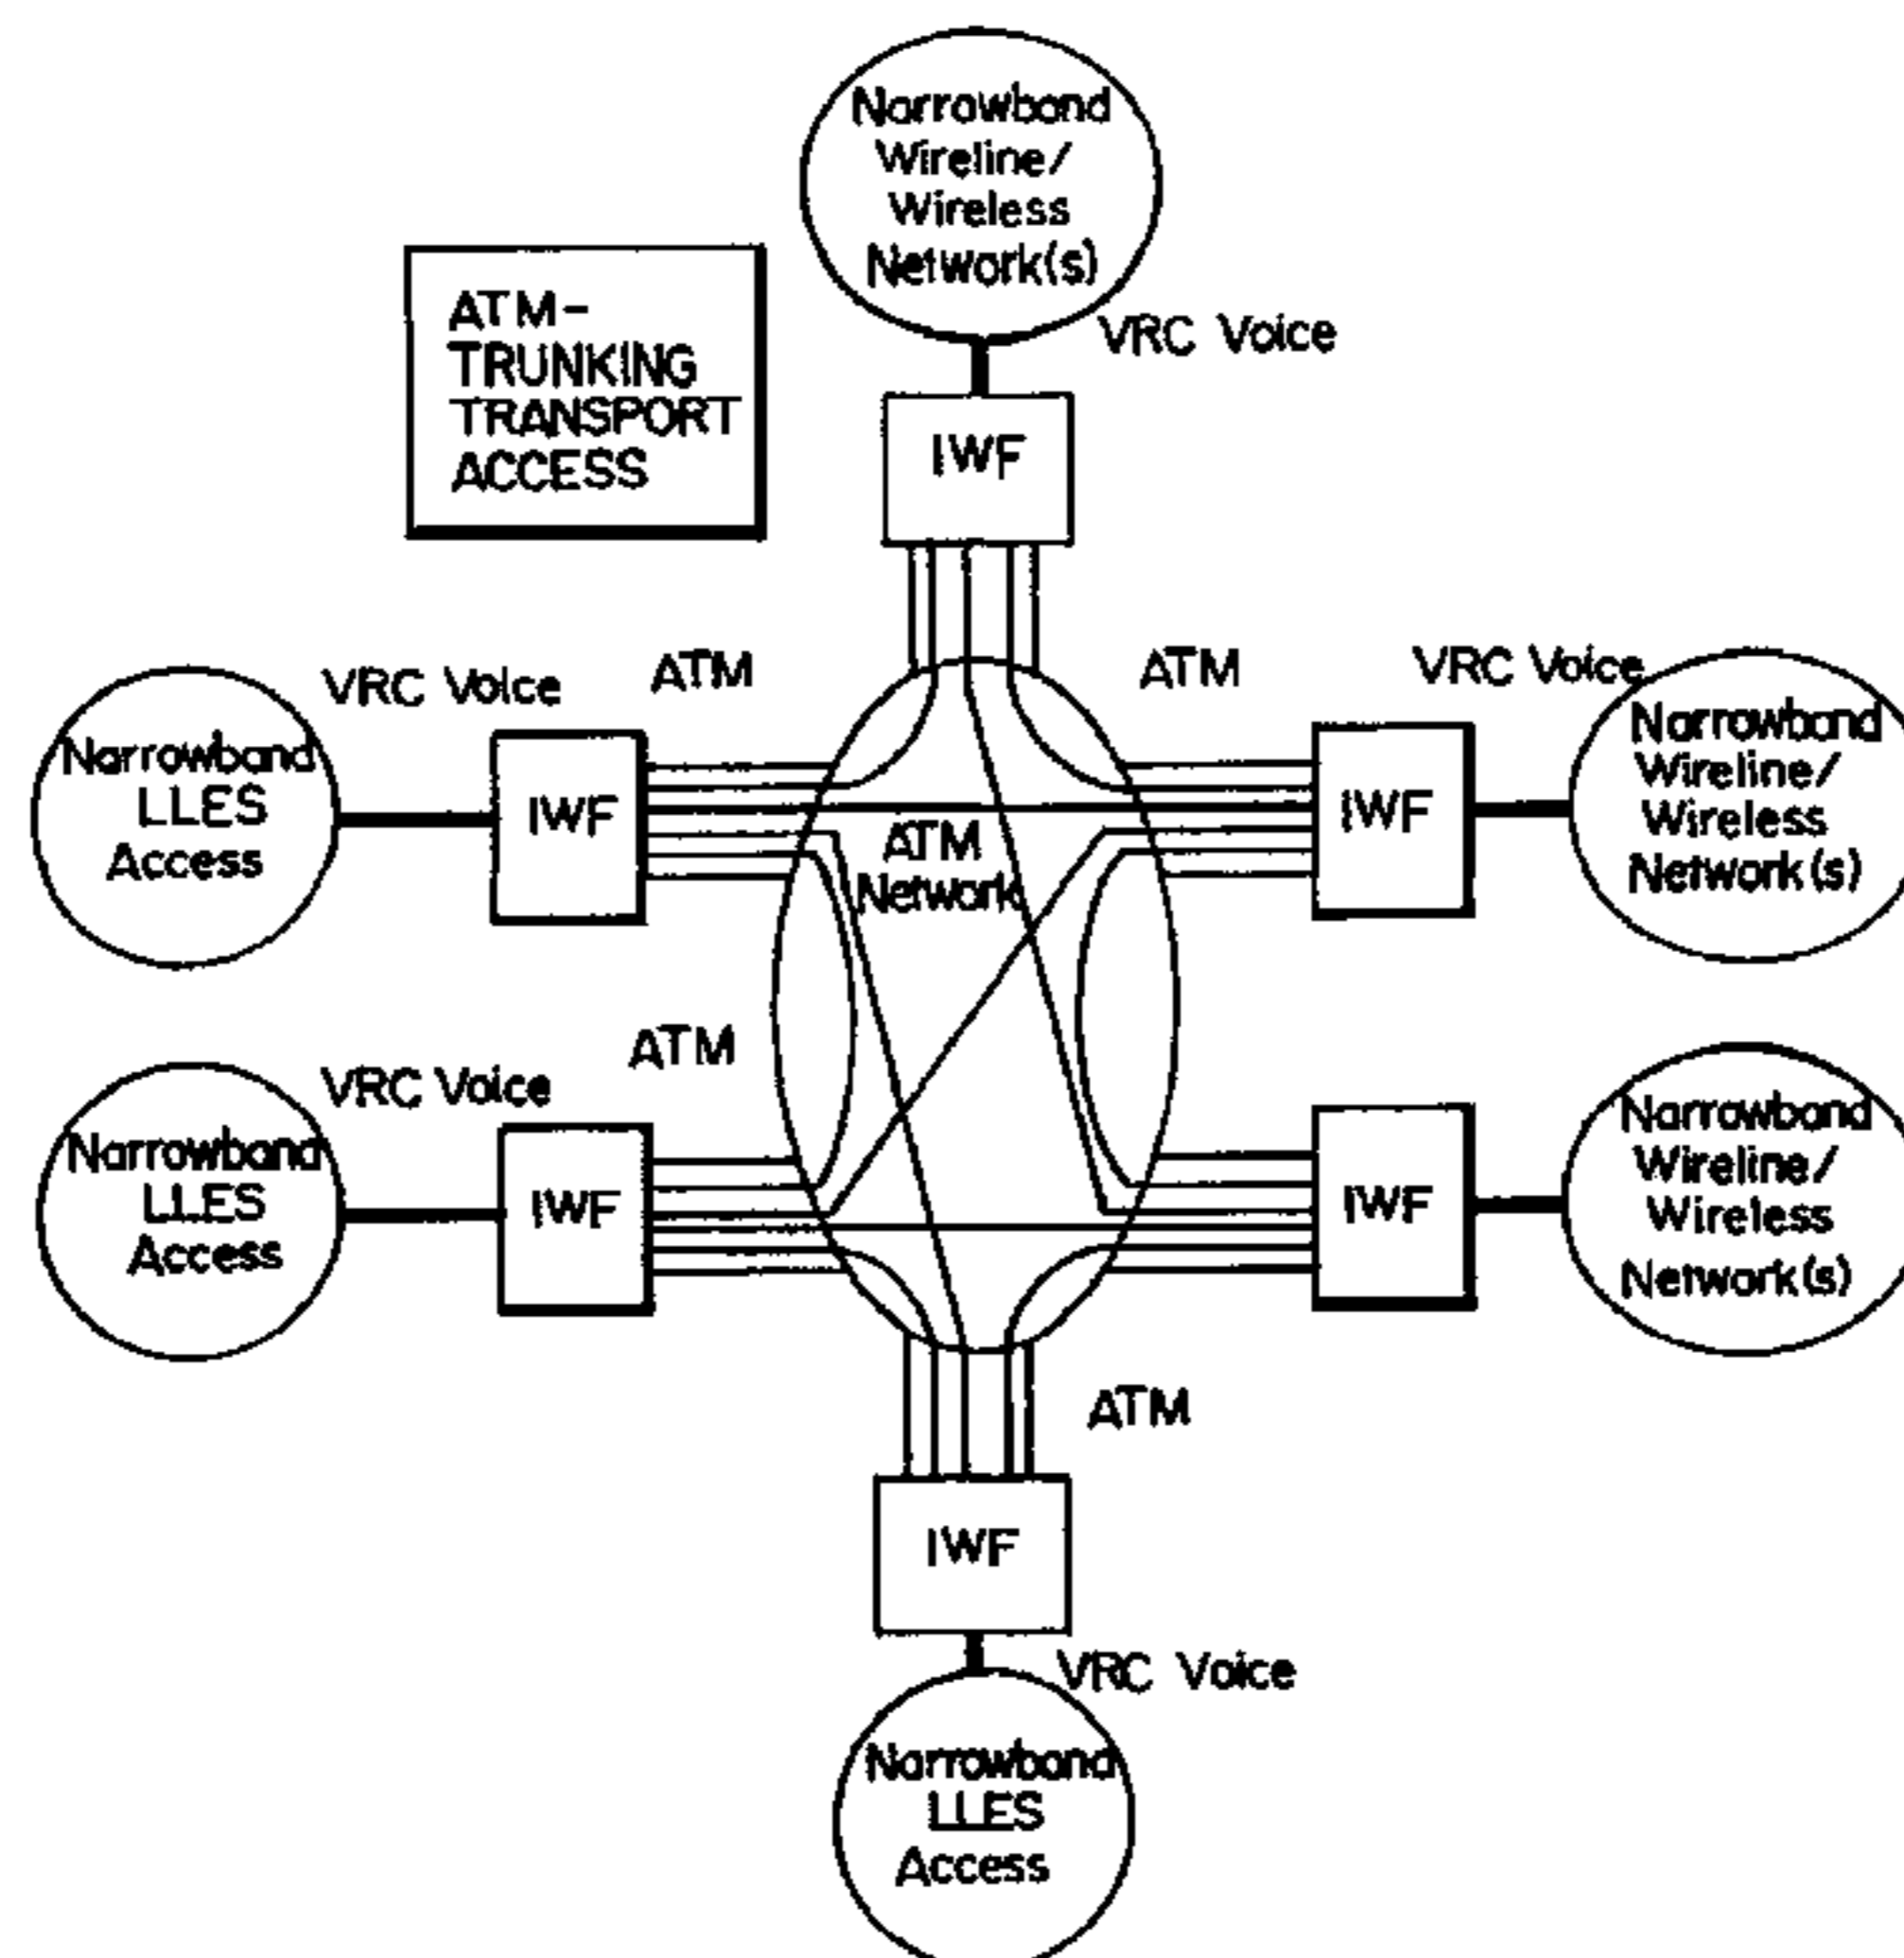 Narrowband
Wireline/
Wireless
Network(s)
VRC Voice
ATM-
TRUNKING
TRANSPORT
ACCESS
IWF
VRC Voice
ATM
ATM
VRC Voice
Narrowband
LLES
Access
IWF
ATM
Network
IWF
Narrowband
Wireline/
Wireless
Network(s)
ATM
VRC Voice
Narrowband
LLES
Access
IWF
IWF
Narrowband
Wireline/
Wireless
Network(s)
ATM
IWF
VRC Voice
Narrowband
LLES
Access